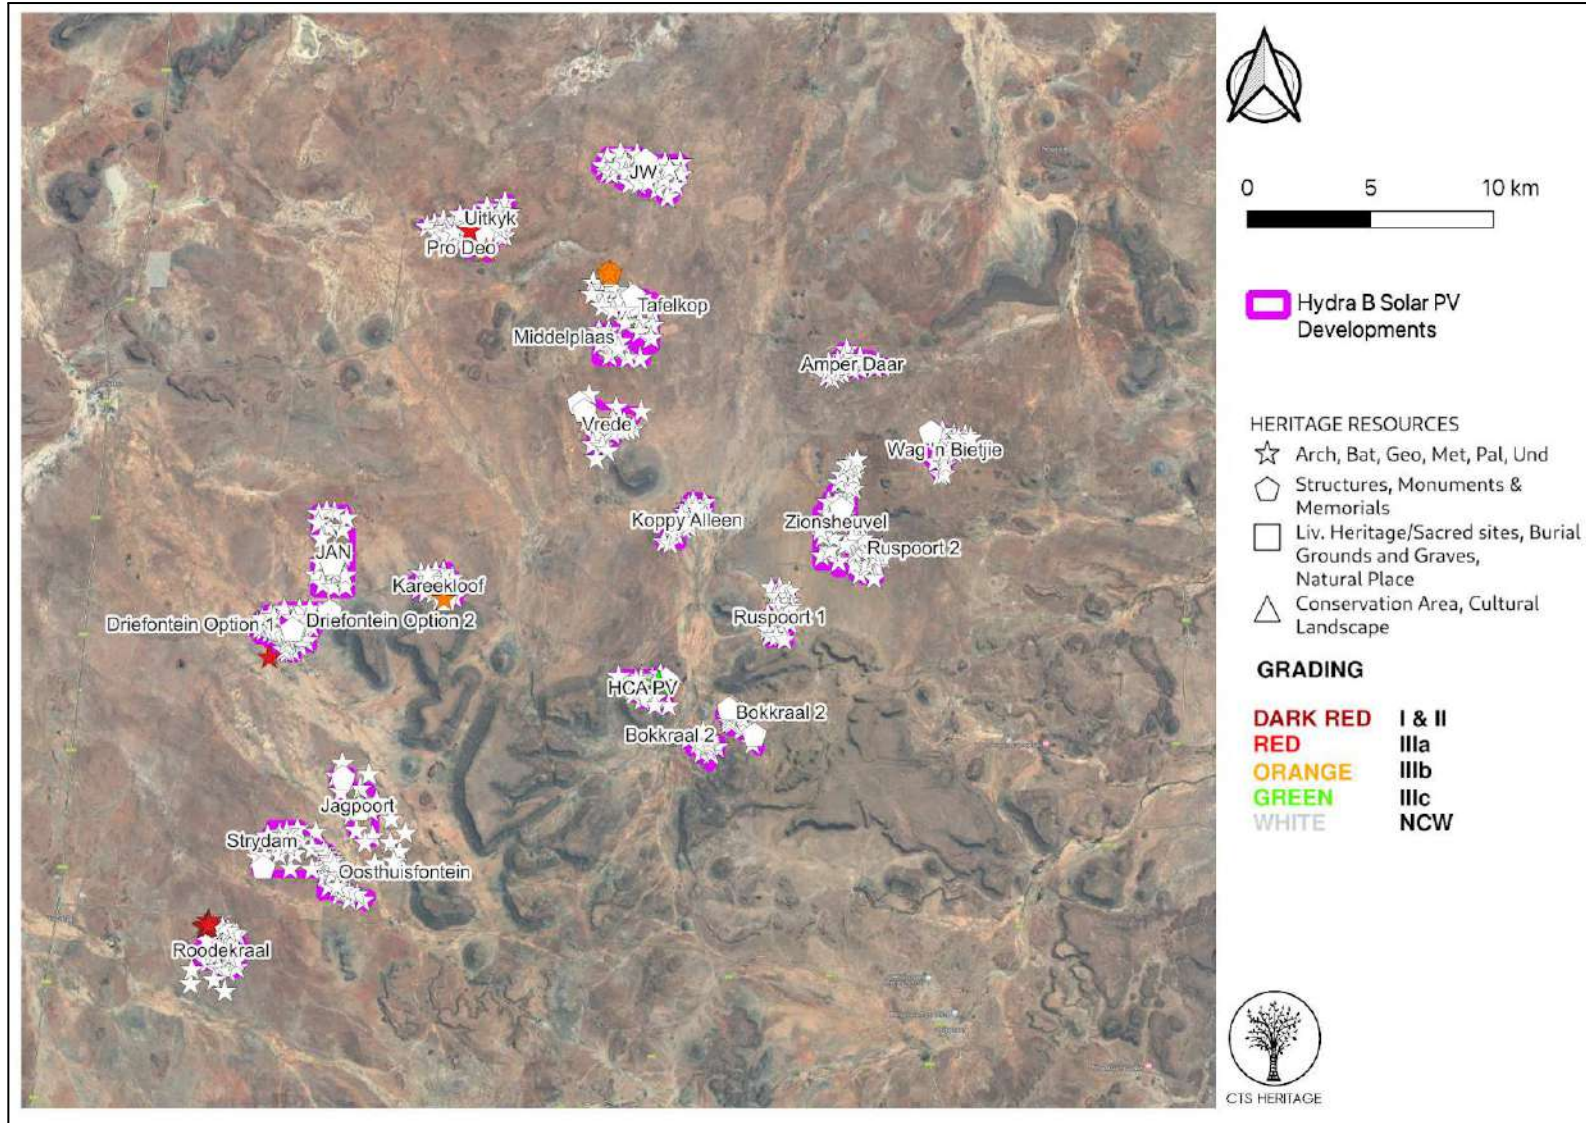 JW
Uitkyk
Pro Deo
Tafelkop
Middelplaas
Amper Daar
Vrede
Wag 'n Bietjie
Koppy Alleen
Zionsheuvel
Ruspoort 2
JAN
Kareekloof
Driefontein Option 1
Driefontein Option 2
Ruspoort 1
HCA PV
Bokkraal 2
Bokkraal 2
Jagpoort
Strydam
Oosthuisfontein
Roodekraal
0 5 10 km
Hydra B Solar PV
Developments
HERITAGE RESOURCES
Arch, Bat, Geo, Met, Pal, Und
Structures, Monuments &
Memorials
Liv. Heritage/Sacred sites, Burial
Grounds and Graves,
Natural Place
Conservation Area, Cultural
Landscape
GRADING
DARK RED I & II
RED IIIa
ORANGE IIIb
GREEN IIIc
WHITE NCW
CTS HERITAGE